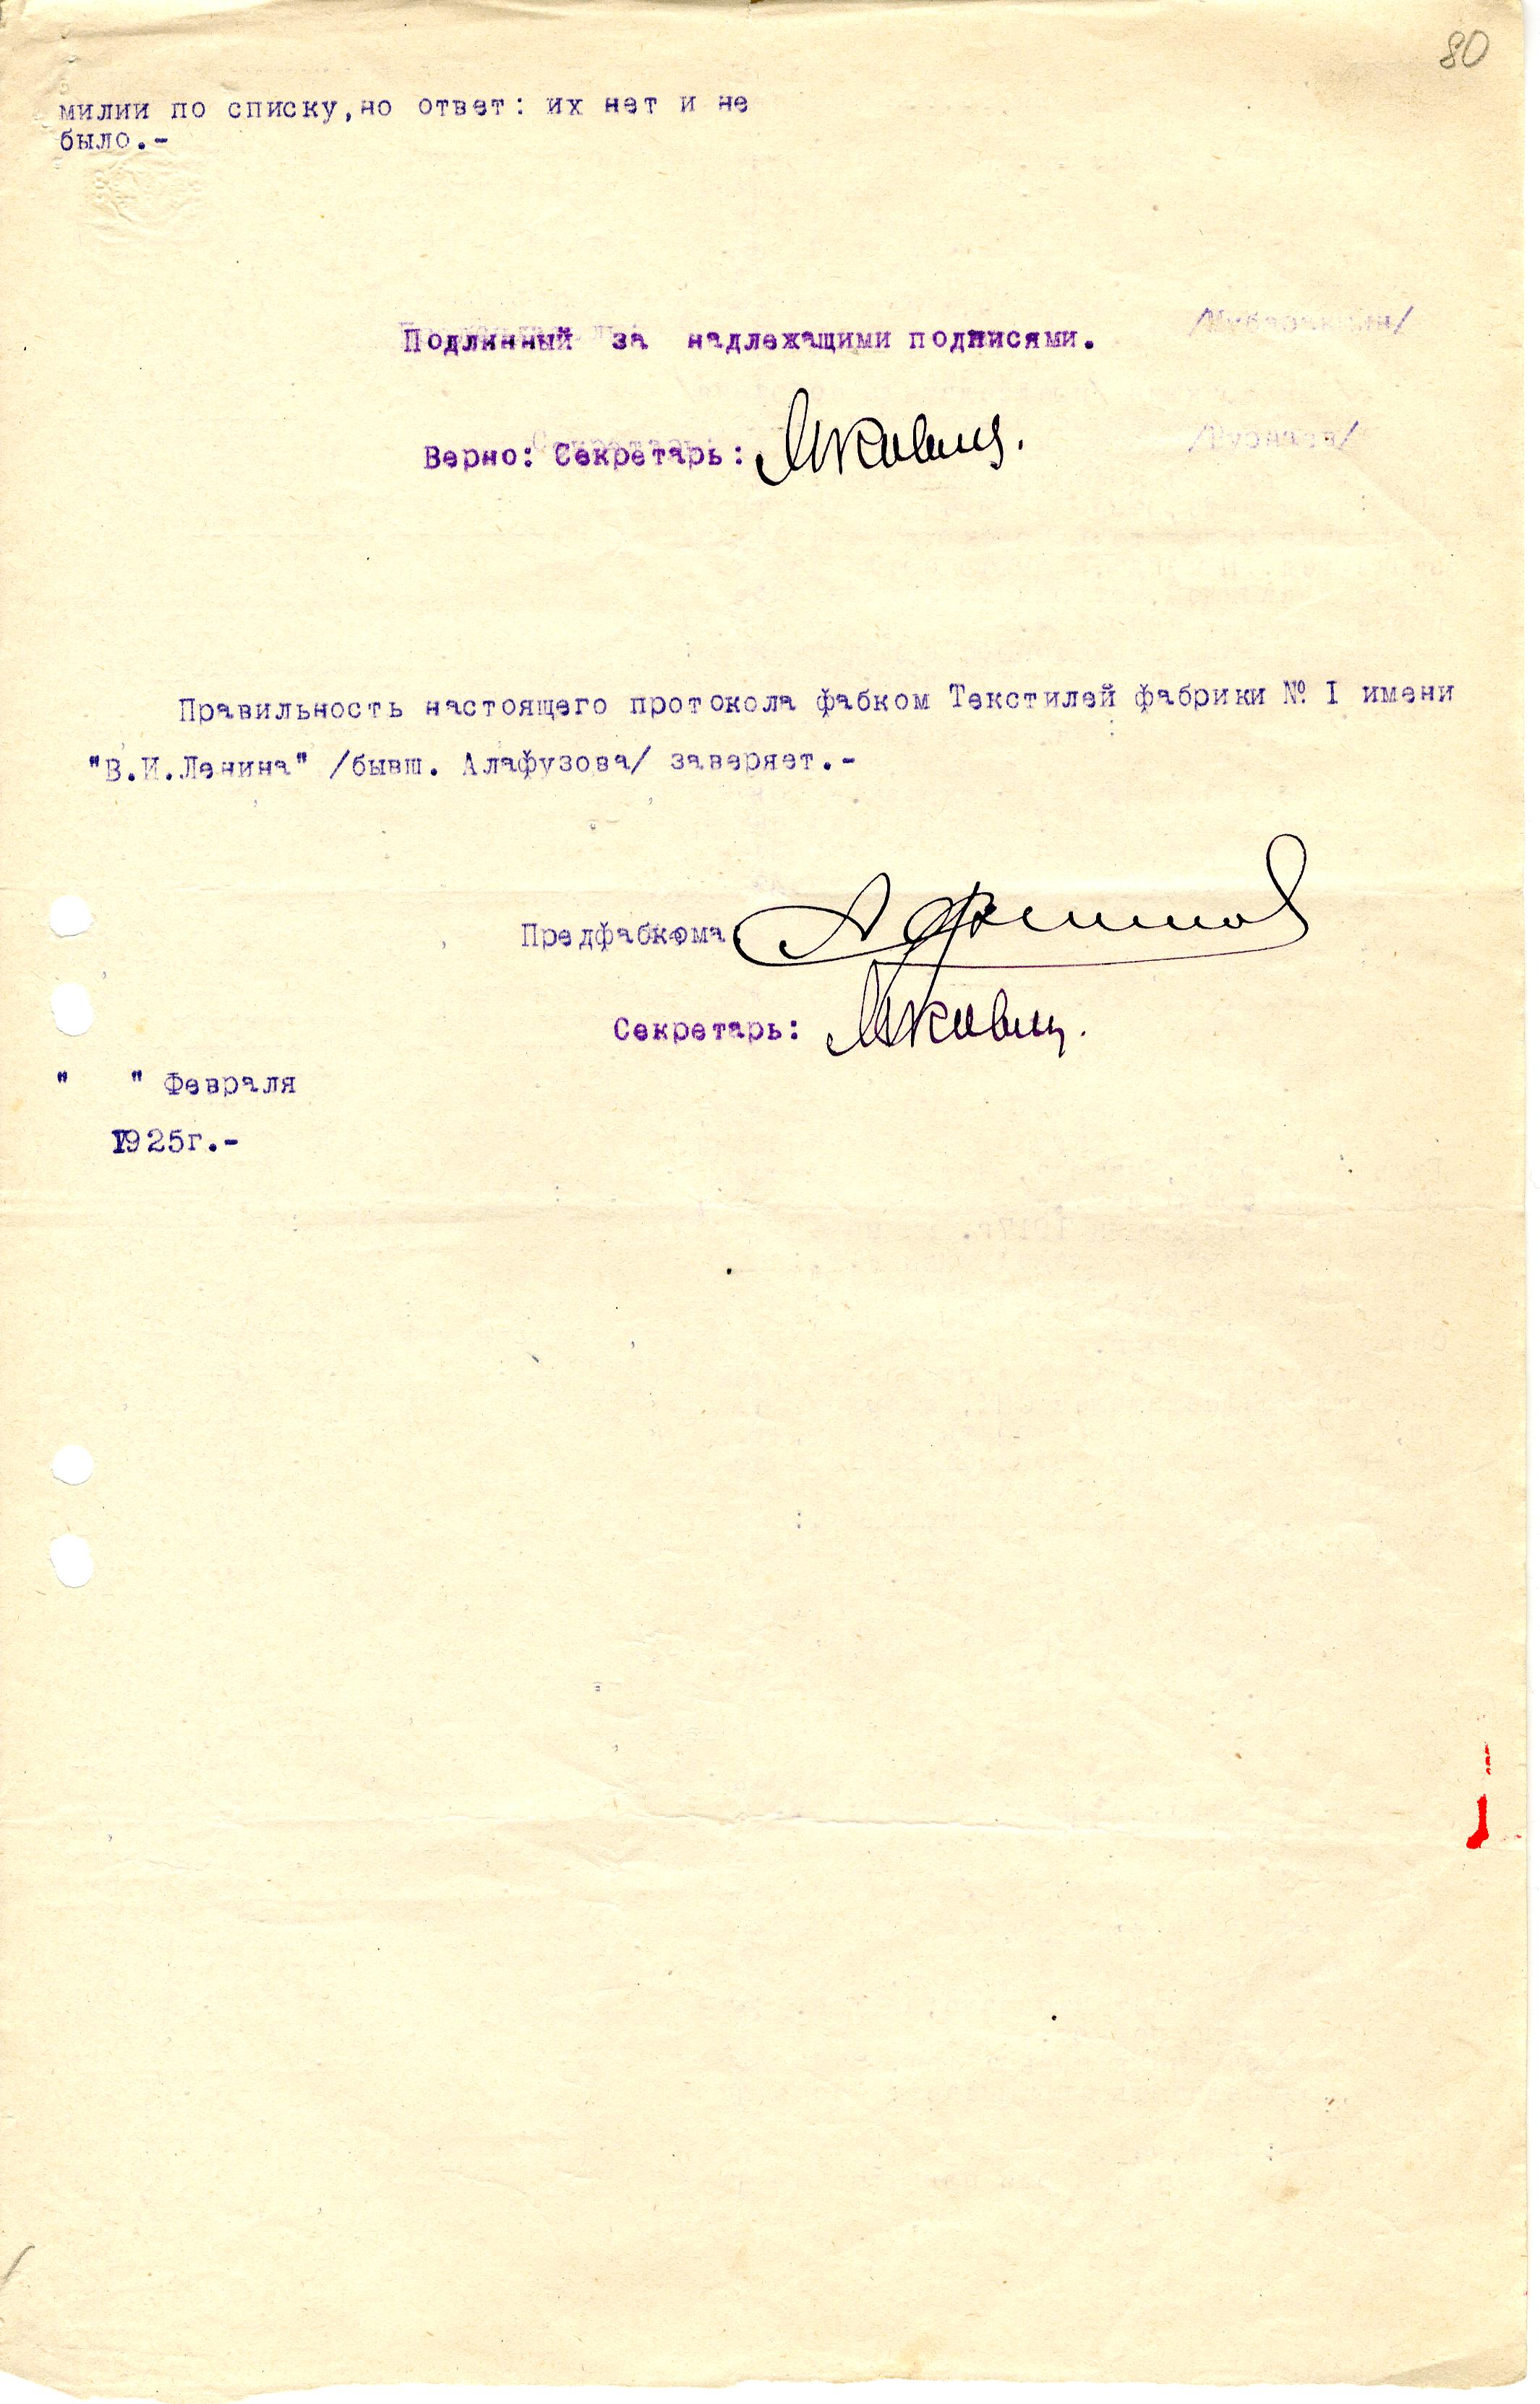 80
милии по списку,но ответ: их нет и не
было.-
Подлинный за надлежащими подписями.
Верно: Секретарь:
Правильность настоящего протокола фабком Текстилей фабрики № I имени
"В.И.Ленина" /бывш. Алафузова/ заверяет.-
Предфабкома
Секретарь:
" " Февраля
1925г.-